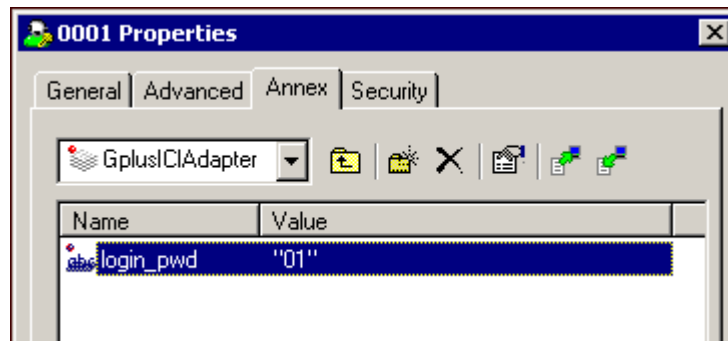 0001 Properties
General Advanced Annex Security
GplusICIAdapter
Name Value
login_pwd "01"